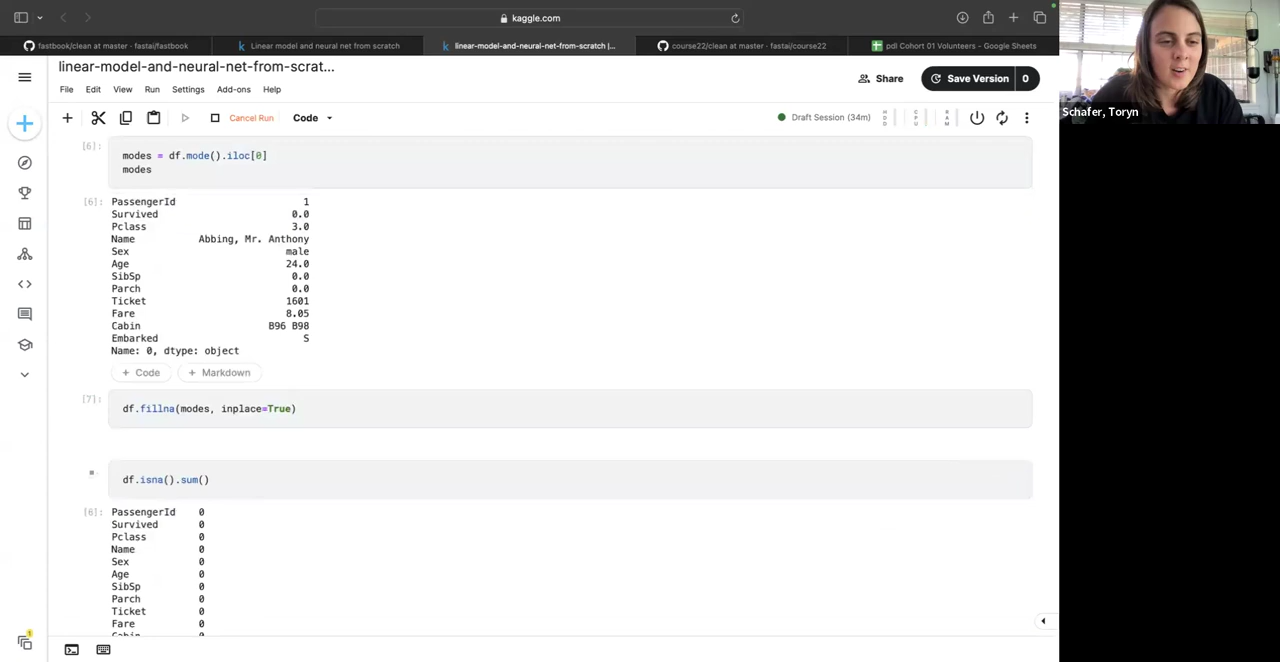 kaggle.com
fastbook/clean at master · fastai/fastbook
Linear model and neural net from scratch
linear-model-and-neural-net-from-scratch |...
course22/clean at master · fastai/course22
pdl Cohort 01 Volunteers - Google Sheets
linear-model-and-neural-net-from-scrat...
File Edit View Run Settings Add-ons Help
Share
Save Version 0
Cancel Run
Code
Draft Session (34m)
HDD
CPU
RAM
[6]:
modes = df.mode().iloc[0]
modes
[6]: PassengerId 1
Survived 0.0
Pclass 3.0
Name Abbing, Mr. Anthony
Sex male
Age 24.0
SibSp 0.0
Parch 0.0
Ticket 1601
Fare 8.05
Cabin B96 B98
Embarked S
Name: 0, dtype: object
+ Code + Markdown
[7]:
df.fillna(modes, inplace=True)
df.isna().sum()
[6]: PassengerId 0
Survived 0
Pclass 0
Name 0
Sex 0
Age 0
SibSp 0
Parch 0
Ticket 0
Fare 0
Cabin 0
1
Schafer, Toryn